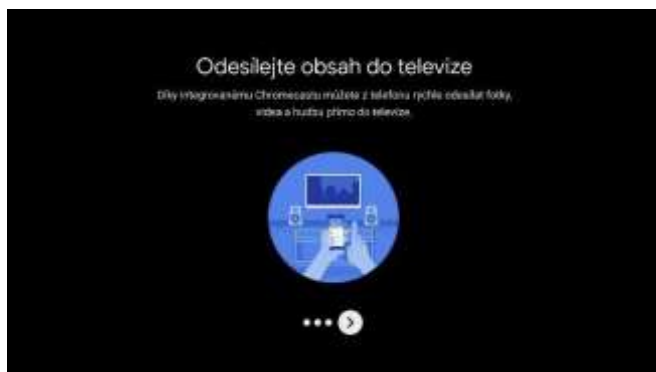 Odesílejte obsah do televize
Díky integrovanému Chromecastu můžete z telefonu rychle odesílat fotky,
videa a hudbu přímo do televize.